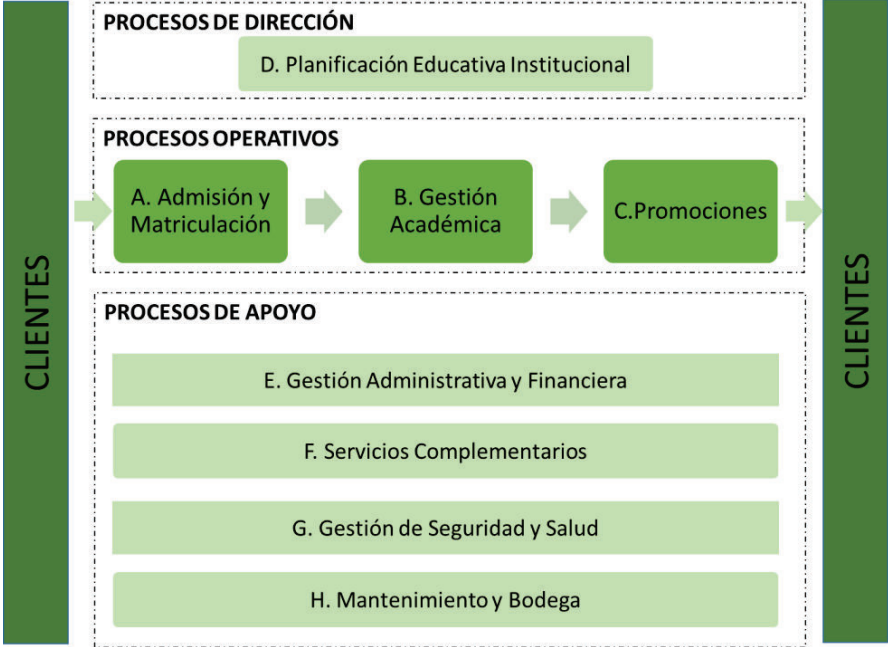 CLIENTES
PROCESOS DE DIRECCIÓN
D. Planificación Educativa Institucional
PROCESOS OPERATIVOS
A. Admisión y
Matriculación
B. Gestión
Académica
C.Promociones
PROCESOS DE APOYO
E. Gestión Administrativa y Financiera
F. Servicios Complementarios
G. Gestión de Seguridad y Salud
H. Mantenimiento y Bodega
CLIENTES